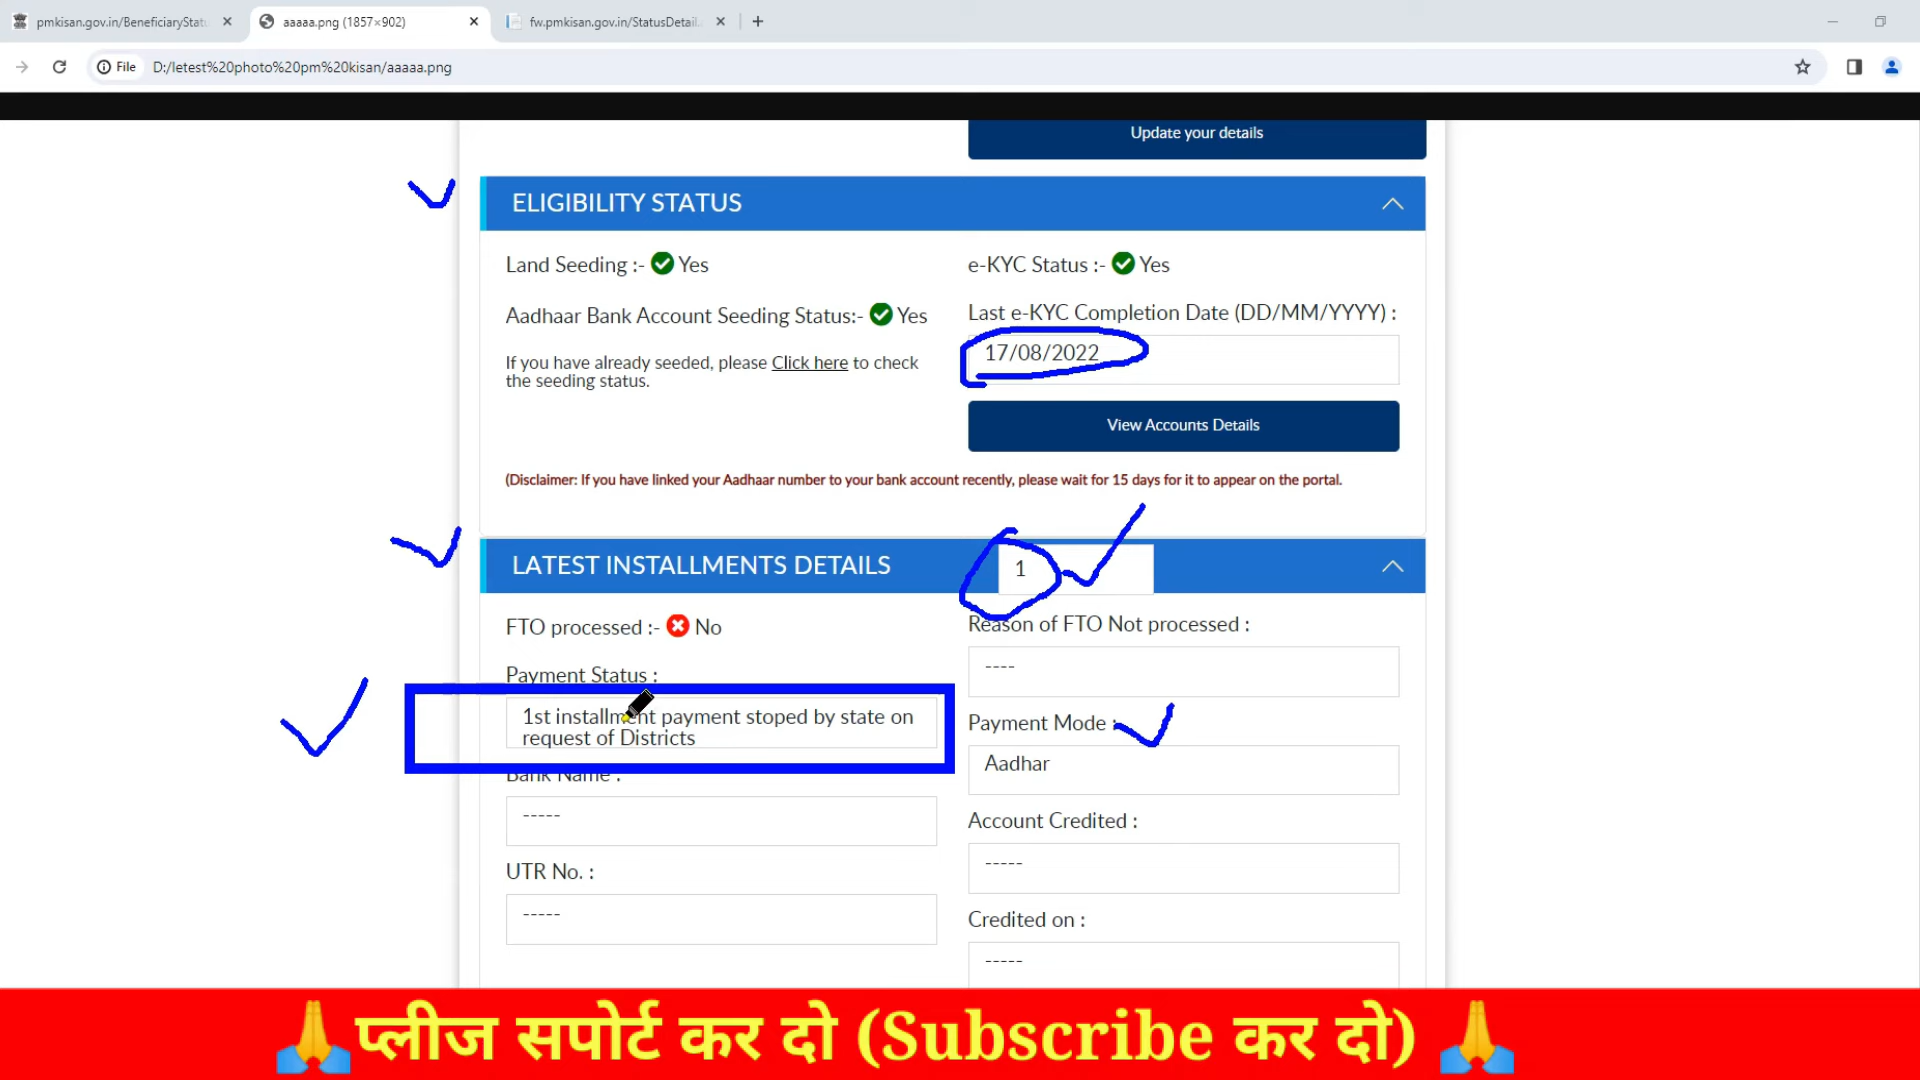 pmkisan.gov.in/BeneficiaryStatu
aaaaa.png (1857×902)
fw.pmkisan.gov.in/StatusDetail.
File
D:/letest%20photo%20pm%20kisan/aaaaa.png
Update your details
ELIGIBILITY STATUS
Land Seeding :- Yes
e-KYC Status :- Yes
Aadhaar Bank Account Seeding Status:- Yes
Last e-KYC Completion Date (DD/MM/YYYY) :
17/08/2022
If you have already seeded, please Click here to check
the seeding status.
View Accounts Details
(Disclaimer: If you have linked your Aadhaar number to your bank account recently, please wait for 15 days for it to appear on the portal.
LATEST INSTALLMENTS DETAILS
1
FTO processed :- No
Reason of FTO Not processed :
----
Payment Status :
1st installment payment stoped by state on
request of Districts
Payment Mode :
Aadhar
Bank Name :
-----
Account Credited :
-----
UTR No. :
-----
Credited on :
-----
🙏प्लीज सपोर्ट कर दो (Subscribe कर दो) 🙏